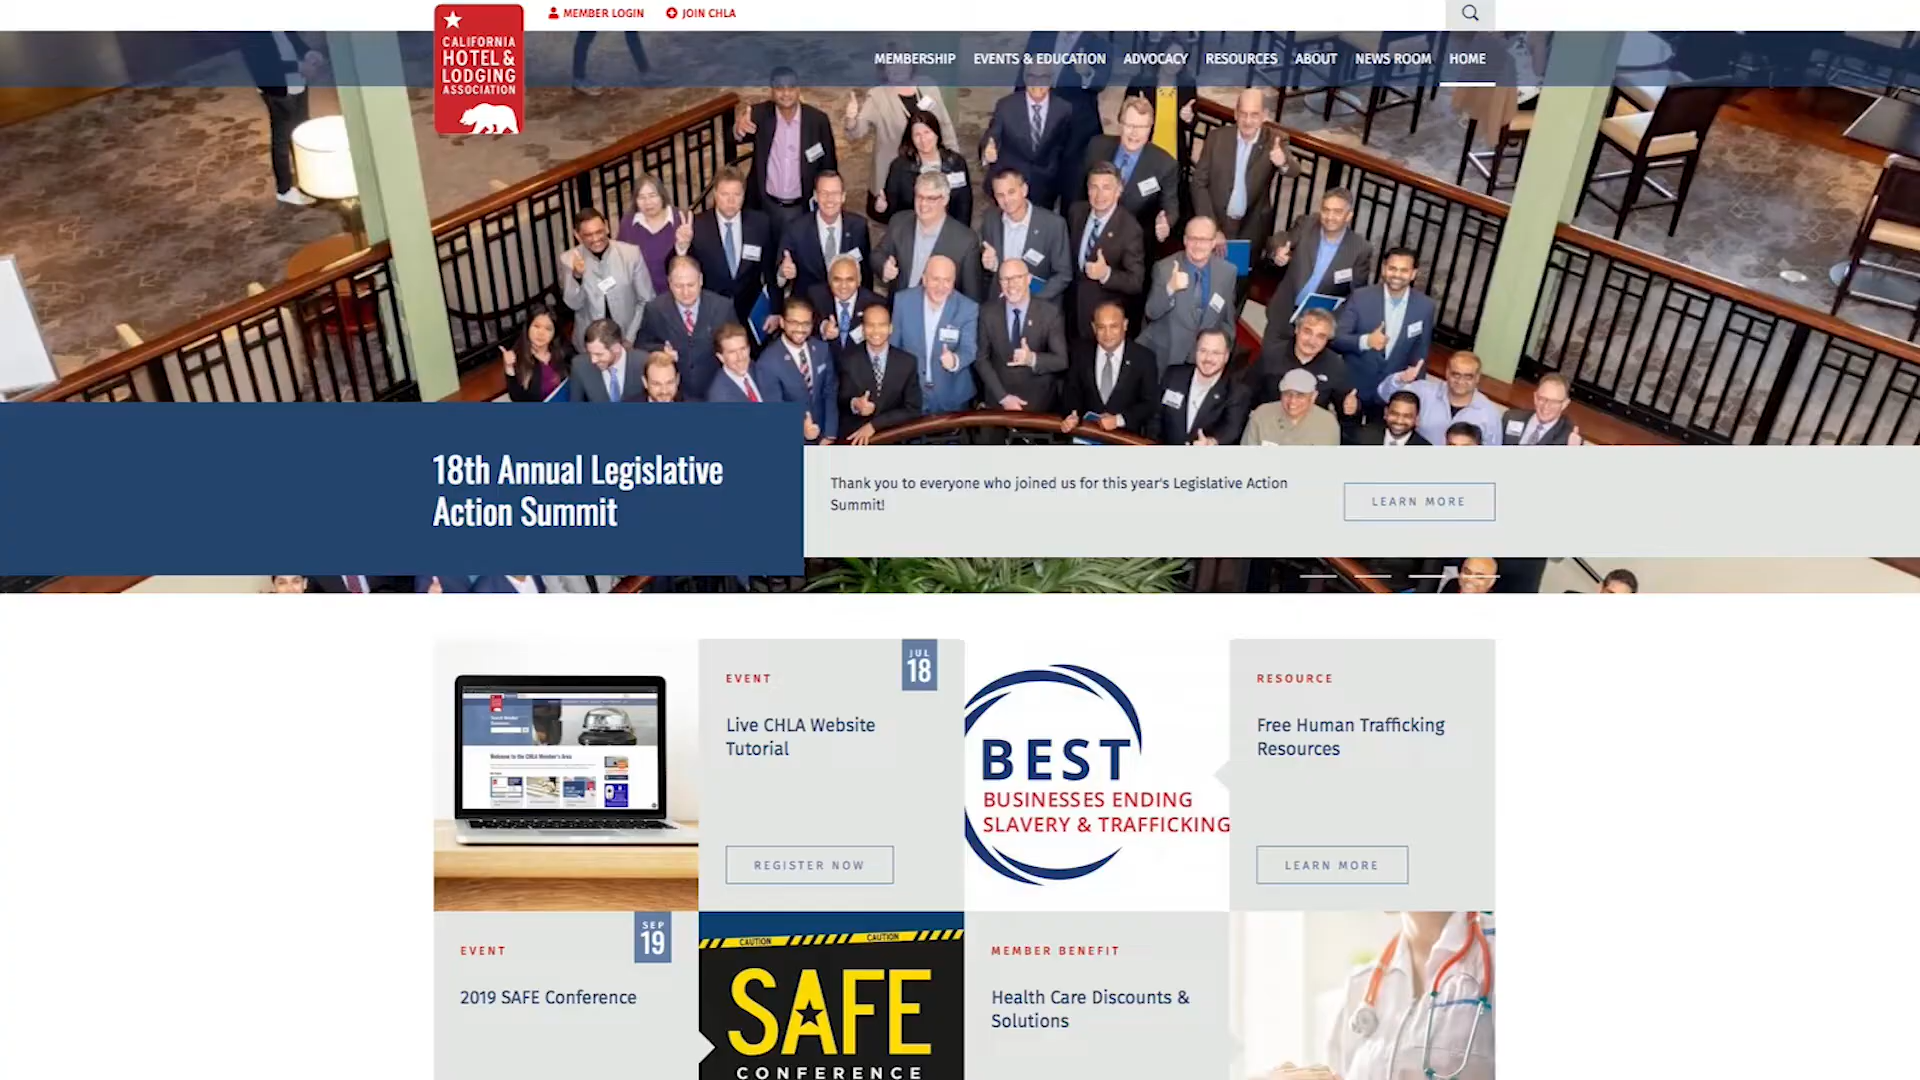 MEMBER LOGIN
JOIN CHLA
CALIFORNIA
HOTEL &
LODGING
ASSOCIATION
MEMBERSHIP
EVENTS & EDUCATION
ADVOCACY
RESOURCES
ABOUT
NEWS ROOM
HOME
18th Annual Legislative
Action Summit
Thank you to everyone who joined us for this year's Legislative Action
Summit!
LEARN MORE
EVENT
JUL
18
Live CHLA Website
Tutorial
REGISTER NOW
BEST
BUSINESSES ENDING
SLAVERY & TRAFFICKING
RESOURCE
Free Human Trafficking
Resources
LEARN MORE
EVENT
SEP
19
2019 SAFE Conference
CAUTION
CAUTION
SAFE
CONFERENCE
MEMBER BENEFIT
Health Care Discounts &
Solutions